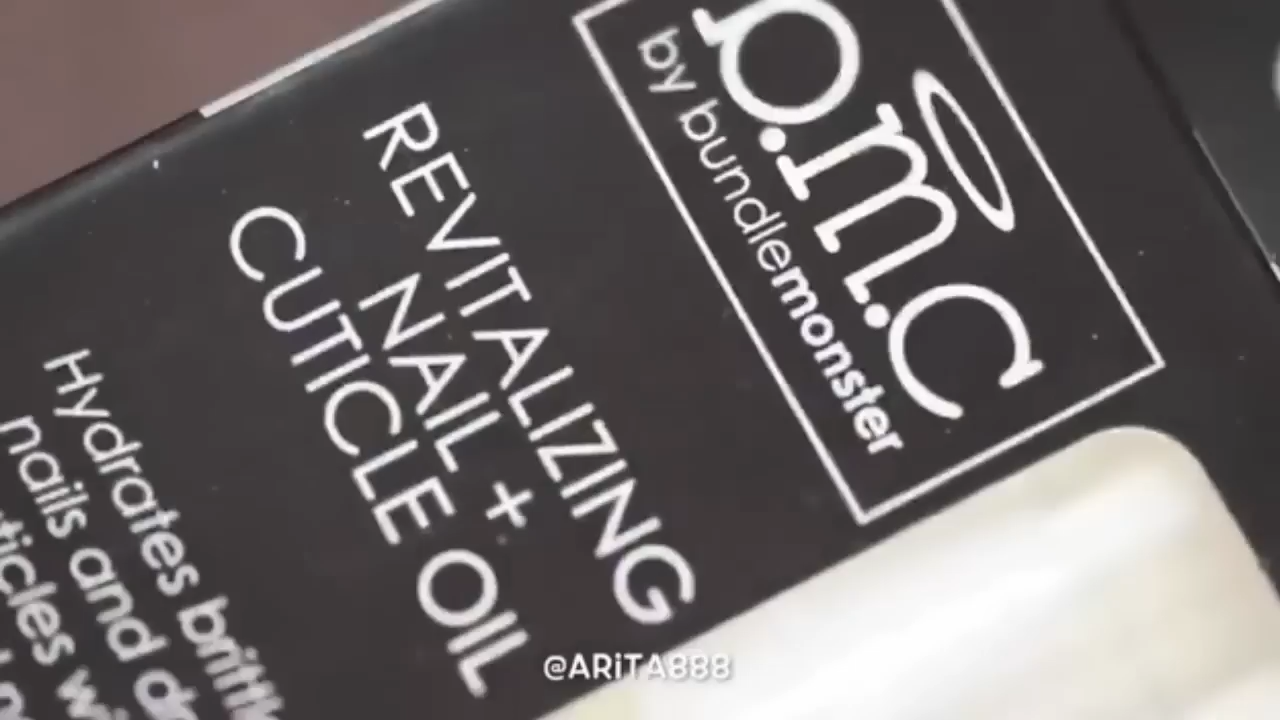 b.m.c
by bundlemonster
REVITALIZING
NAIL +
CUTICLE OIL
Hydrates
nails and
@ARiTA888